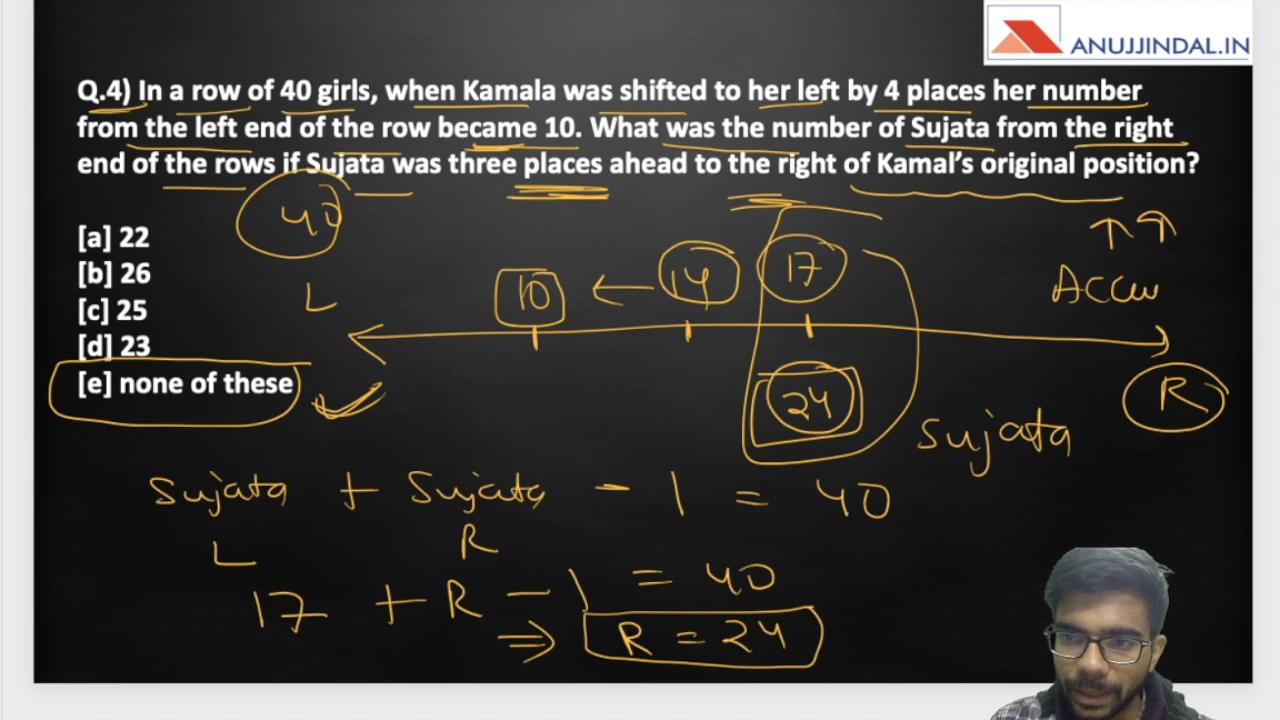 ANUJJINDAL.IN
Q.4) In a row of 40 girls, when Kamala was shifted to her left by 4 places her number
from the left end of the row became 10. What was the number of Sujata from the right
end of the rows if Sujata was three places ahead to the right of Kamal's original position?
40
[a] 22
[b] 26
[c] 25
[d] 23
[e] none of these
L
10 ← 14 17
↑↑
Accu
24
R
Sujata
Sujata + Sujata - 1 = 40
L R
17 + R - 1 = 40
⇒ R = 24